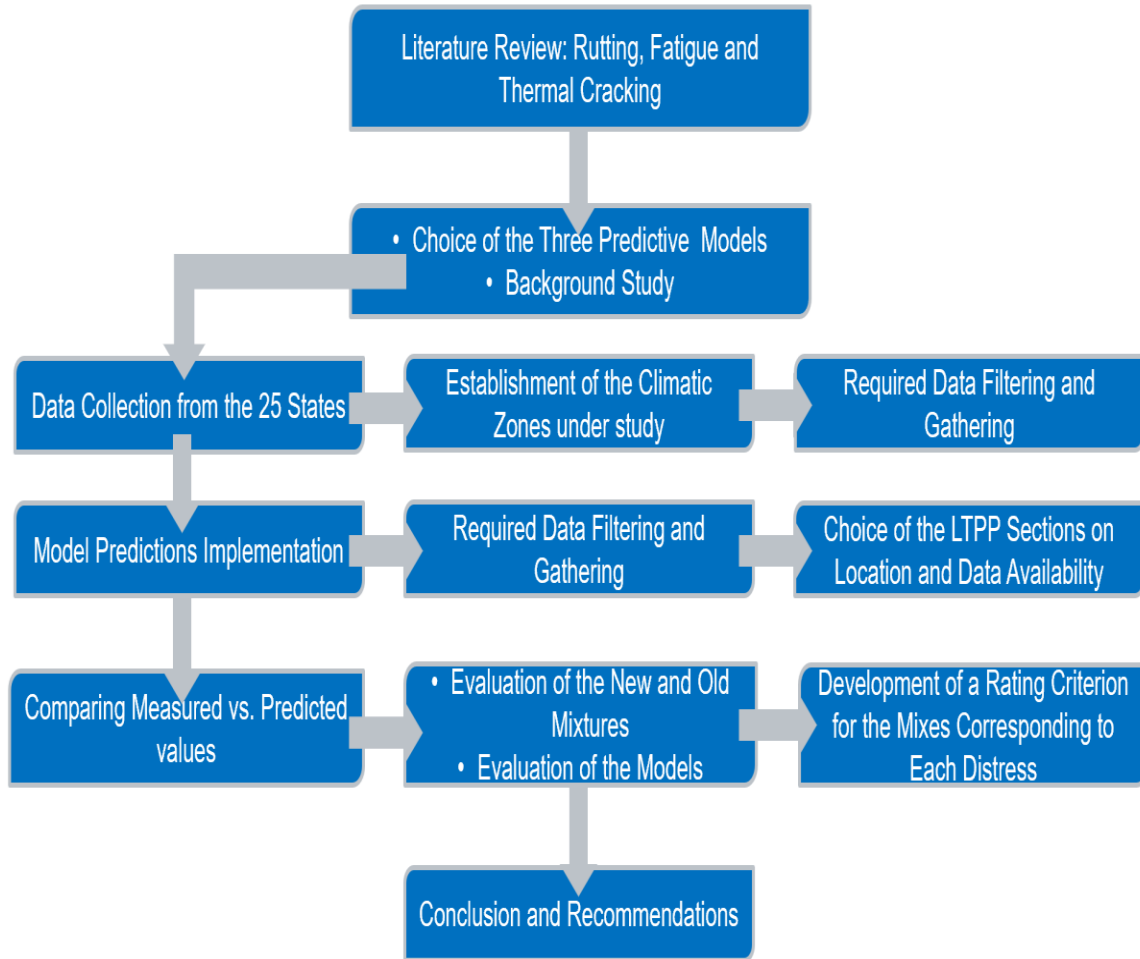 Literature Review: Rutting, Fatigue and
Thermal Cracking
• Choice of the Three Predictive Models
• Background Study
Data Collection from the 25 States
Establishment of the Climatic
Zones under study
Required Data Filtering and
Gathering
Model Predictions Implementation
Required Data Filtering and
Gathering
Choice of the LTPP Sections on
Location and Data Availability
Comparing Measured vs. Predicted
values
• Evaluation of the New and Old
Mixtures
• Evaluation of the Models
Development of a Rating Criterion
for the Mixes Corresponding to
Each Distress
Conclusion and Recommendations